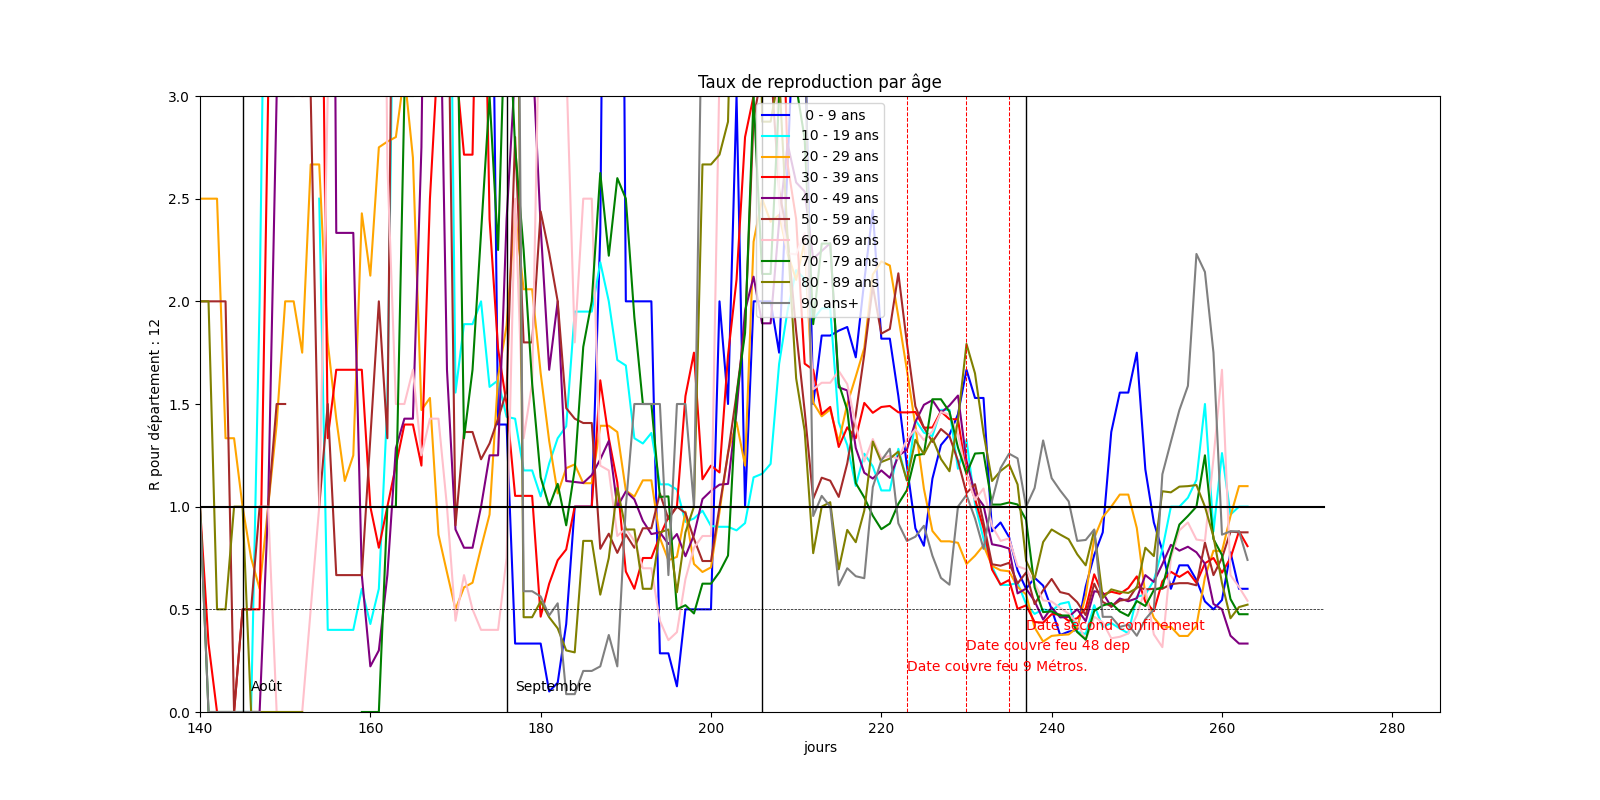 Taux de reproduction par âge
R pour département : 12
3.0
2.5
2.0
1.5
1.0
0.5
0.0
0 - 9 ans
10 - 19 ans
20 - 29 ans
30 - 39 ans
40 - 49 ans
50 - 59 ans
60 - 69 ans
70 - 79 ans
80 - 89 ans
90 ans+
Date second confinement
Date couvre feu 48 dep
Date couvre feu 9 Métros.
Août
Septembre
140
160
180
200
220
240
260
280
jours